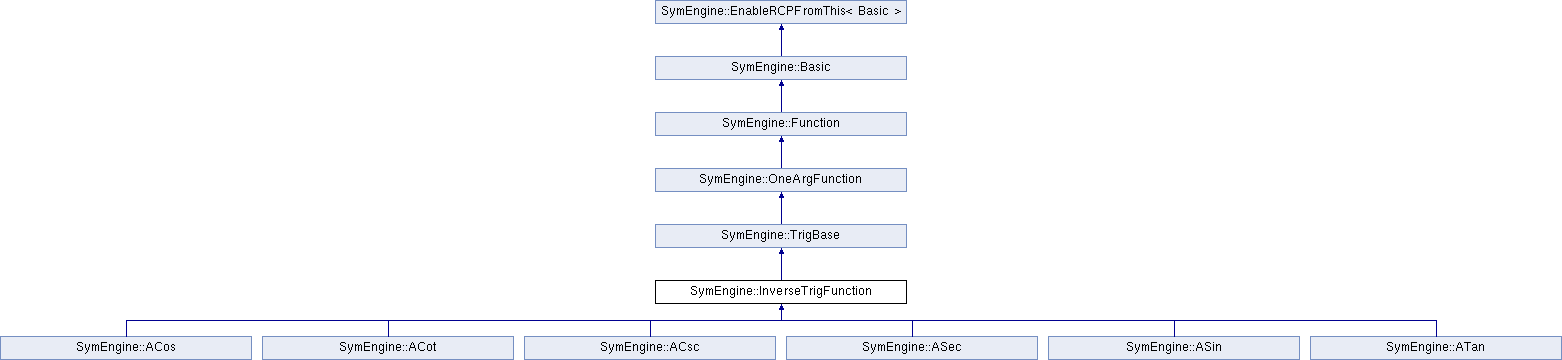 SymEngine::EnableRCPFromThis< Basic >
SymEngine::Basic
SymEngine::Function
SymEngine::OneArgFunction
SymEngine::TrigBase
SymEngine::InverseTrigFunction
SymEngine::ACos SymEngine::ACot SymEngine::ACsc SymEngine::ASec SymEngine::ASin SymEngine::ATan